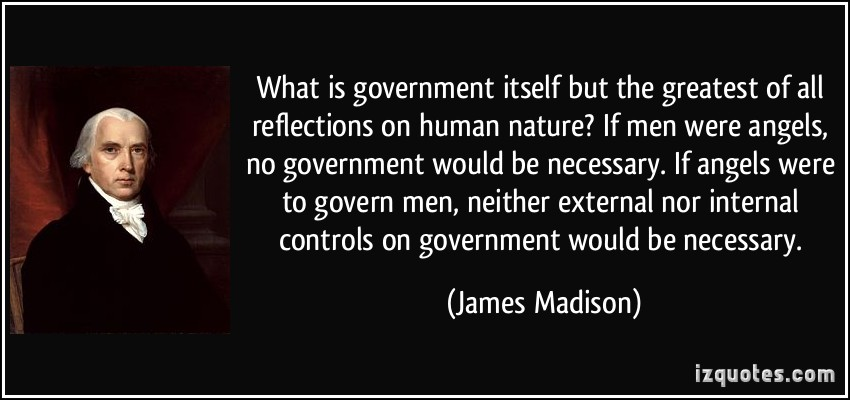 What is government itself but the greatest of all
reflections on human nature? If men were angels,
no government would be necessary. If angels were
to govern men, neither external nor internal
controls on government would be necessary.
(James Madison)
izquotes.com